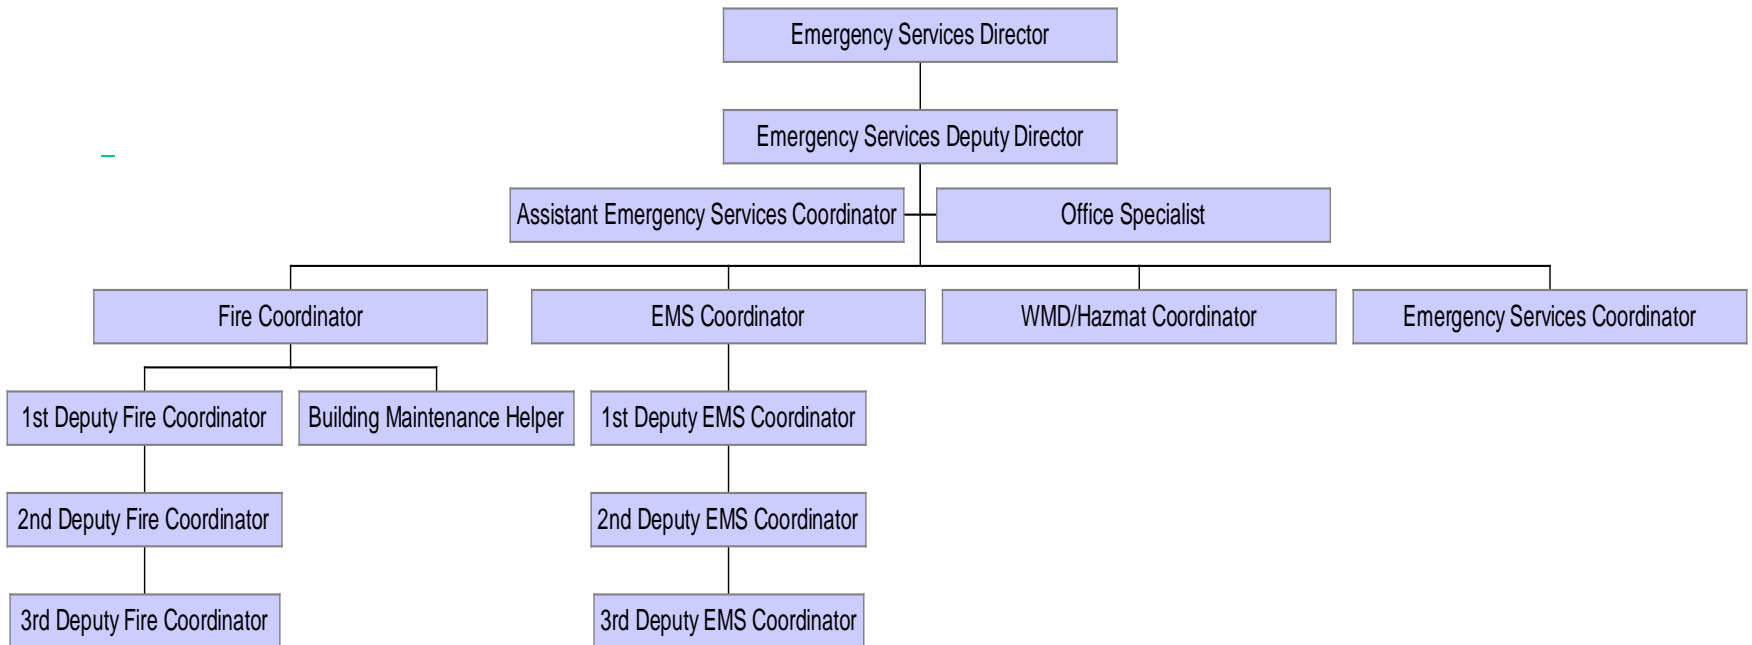 Emergency Services Director
Emergency Services Deputy Director
Assistant Emergency Services Coordinator
Office Specialist
Fire Coordinator
EMS Coordinator
WMD/Hazmat Coordinator
Emergency Services Coordinator
1st Deputy Fire Coordinator
Building Maintenance Helper
1st Deputy EMS Coordinator
2nd Deputy Fire Coordinator
2nd Deputy EMS Coordinator
3rd Deputy Fire Coordinator
3rd Deputy EMS Coordinator